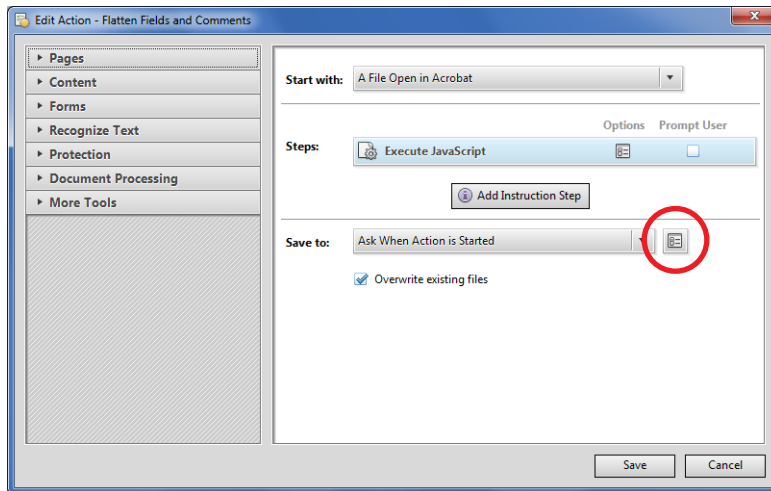 Edit Action - Flatten Fields and Comments
Pages
Content
Forms
Recognize Text
Protection
Document Processing
More Tools
Start with: A File Open in Acrobat
Options Prompt User
Steps: Execute JavaScript
Add Instruction Step
Save to: Ask When Action is Started
Overwrite existing files
Save Cancel